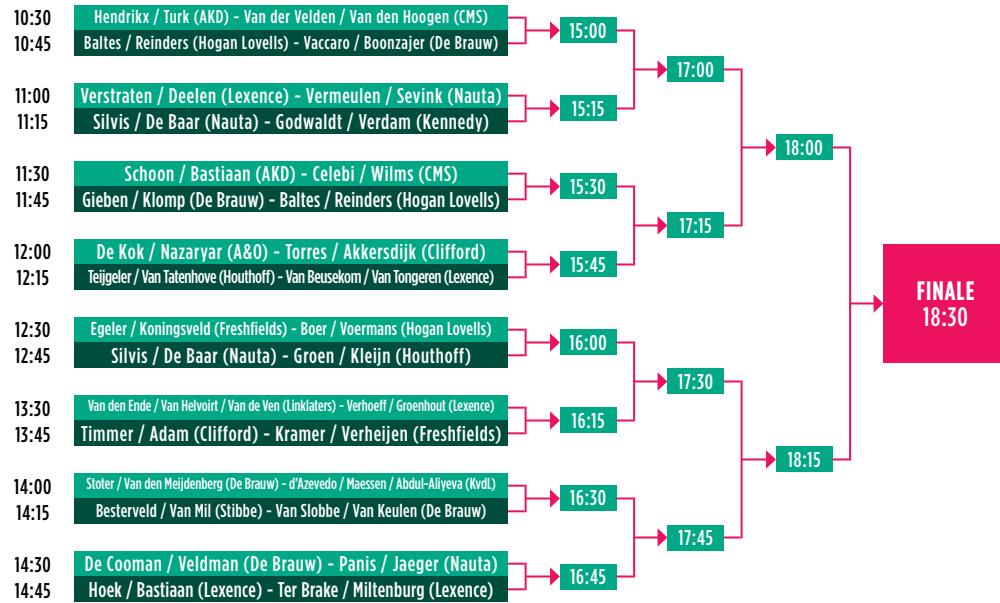 10:30 Hendrikx / Turk (AKD) - Van der Velden / Van den Hoogen (CMS)
10:45 Baltes / Reinders (Hogan Lovells) - Vaccaro / Boonzajer (De Brauw)
15:00
17:00
11:00 Verstraten / Deelen (Lexence) - Vermeulen / Sevink (Nauta)
11:15 Silvis / De Baar (Nauta) - Godwaldt / Verdam (Kennedy)
15:15
18:00
11:30 Schoon / Bastiaan (AKD) - Celebi / Wilms (CMS)
11:45 Gieben / Klomp (De Brauw) - Baltes / Reinders (Hogan Lovells)
15:30
17:15
12:00 De Kok / Nazaryar (A&O) - Torres / Akkersdijk (Clifford)
12:15 Teijgeler / Van Tatenhove (Houthoff) - Van Beusekom / Van Tongeren (Lexence)
15:45
FINALE
18:30
12:30 Egeler / Koningsveld (Freshfields) - Boer / Voermans (Hogan Lovells)
12:45 Silvis / De Baar (Nauta) - Groen / Kleijn (Houthoff)
16:00
17:30
13:30 Van den Ende / Van Helvoirt / Van de Ven (Linklaters) - Verhoeff / Groenhout (Lexence)
13:45 Timmer / Adam (Clifford) - Kramer / Verheijen (Freshfields)
16:15
18:15
14:00 Stoter / Van den Meijdenberg (De Brauw) - d'Azevedo / Maessen / Abdul-Aliyeva (KvdL)
14:15 Besterveld / Van Mil (Stibbe) - Van Slobbe / Van Keulen (De Brauw)
16:30
17:45
14:30 De Cooman / Veldman (De Brauw) - Panis / Jaeger (Nauta)
14:45 Hoek / Bastiaan (Lexence) - Ter Brake / Miltenburg (Lexence)
16:45